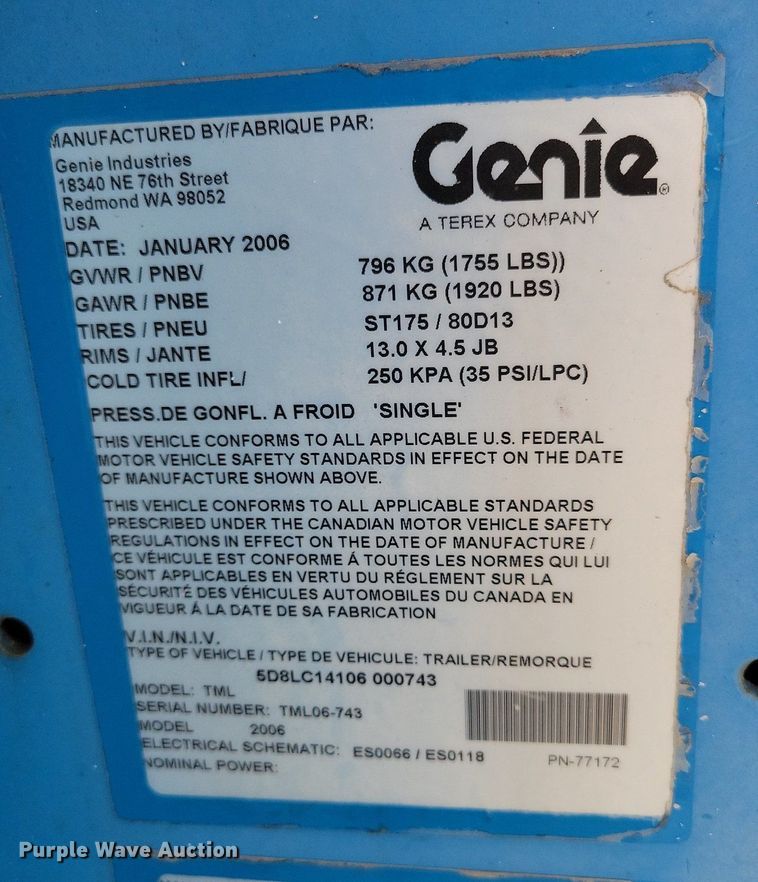 MANUFACTURED BY/FABRIQUE PAR:
Genie Industries
18340 NE 76th Street
Redmond WA 98052
USA
Genie®
A TEREX COMPANY
DATE: JANUARY 2006
GVWR / PNBV 796 KG (1755 LBS))
GAWR / PNBE 871 KG (1920 LBS)
TIRES / PNEU ST175 / 80D13
RIMS / JANTE 13.0 X 4.5 JB
COLD TIRE INFL/ 250 KPA (35 PSI/LPC)
PRESS.DE GONFL. A FROID 'SINGLE'
THIS VEHICLE CONFORMS TO ALL APPLICABLE U.S. FEDERAL
MOTOR VEHICLE SAFETY STANDARDS IN EFFECT ON THE DATE
OF MANUFACTURE SHOWN ABOVE.
THIS VEHICLE CONFORMS TO ALL APPLICABLE STANDARDS
PRESCRIBED UNDER THE CANADIAN MOTOR VEHICLE SAFETY
REGULATIONS IN EFFECT ON THE DATE OF MANUFACTURE /
CE VÉHICULE EST CONFORME Á TOUTES LES NORMES QUI LUI
SONT APPLICABLES EN VERTU DU RÉGLEMENT SUR LA
SÉCURITÉ DES VÉHICULES AUTOMOBILES DU CANADA EN
VIGUEUR Á LA DATE DE SA FABRICATION
V.I.N./N.I.V.
TYPE OF VEHICLE / TYPE DE VEHICULE: TRAILER/REMORQUE
5D8LC14106 000743
MODEL: TML
SERIAL NUMBER: TML06-743
MODEL 2006
ELECTRICAL SCHEMATIC: ES0066 / ES0118
NOMINAL POWER:
PN-77172
Purple Wave Auction